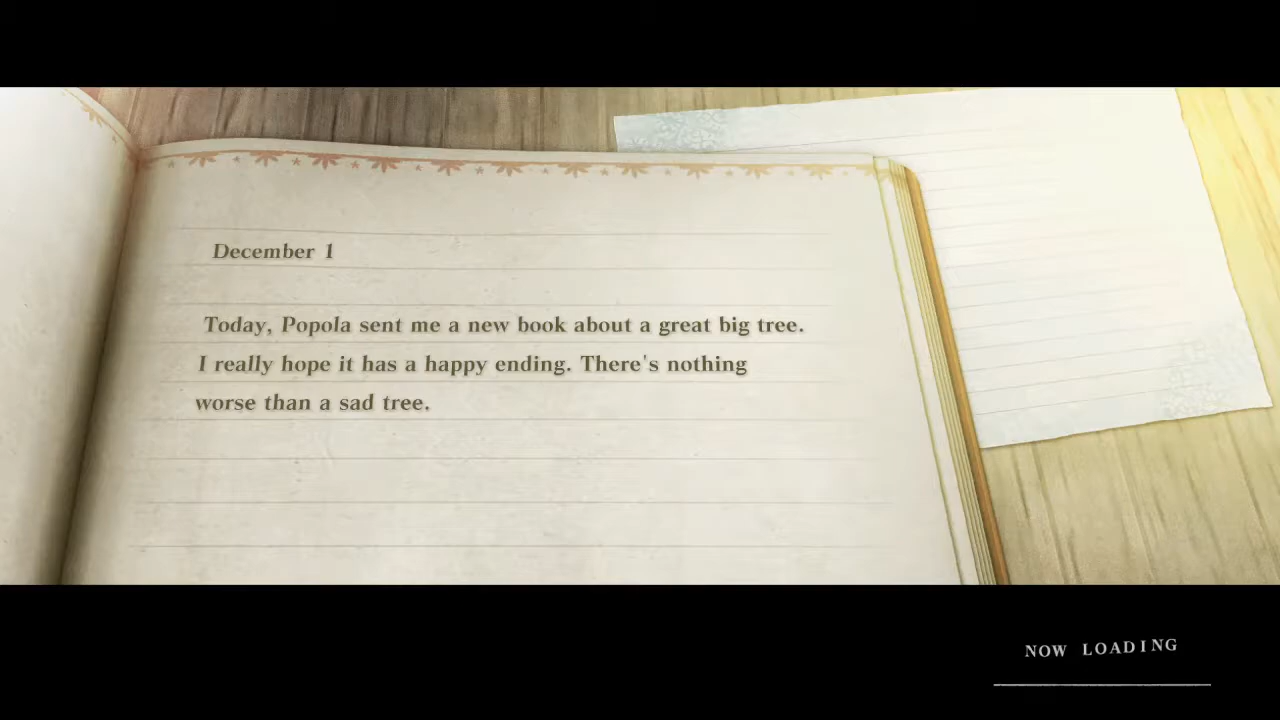 December 1
Today, Popola sent me a new book about a great big tree.
I really hope it has a happy ending. There's nothing
worse than a sad tree.
NOW LOADING